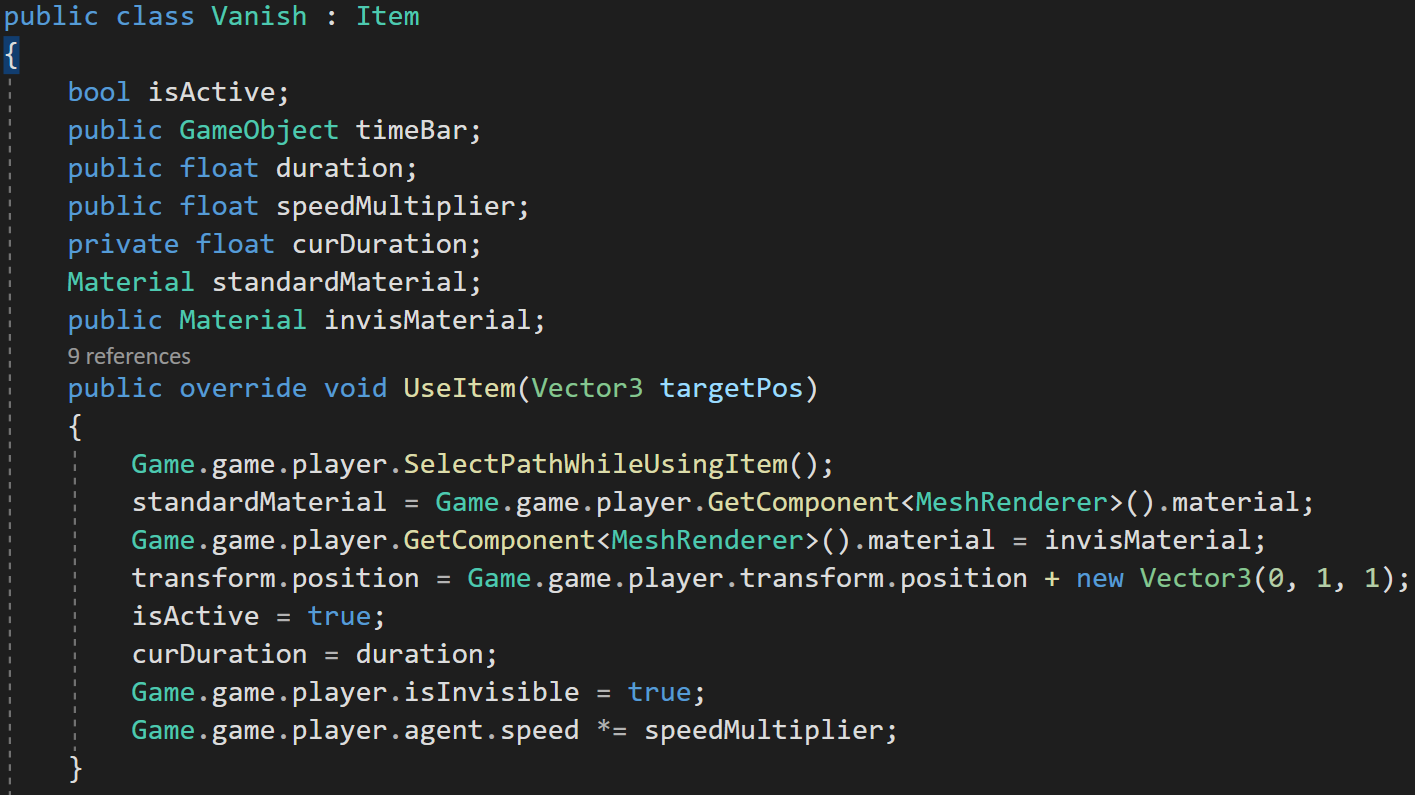 public class Vanish : Item
{
    bool isActive;
    public GameObject timeBar;
    public float duration;
    public float speedMultiplier;
    private float curDuration;
    Material standardMaterial;
    public Material invisMaterial;
    9 references
    public override void UseItem(Vector3 targetPos)
    {
        Game.game.player.SelectPathWhileUsingItem();
        standardMaterial = Game.game.player.GetComponent<MeshRenderer>().material;
        Game.game.player.GetComponent<MeshRenderer>().material = invisMaterial;
        transform.position = Game.game.player.transform.position + new Vector3(0, 1, 1);
        isActive = true;
        curDuration = duration;
        Game.game.player.isInvisible = true;
        Game.game.player.agent.speed *= speedMultiplier;
    }